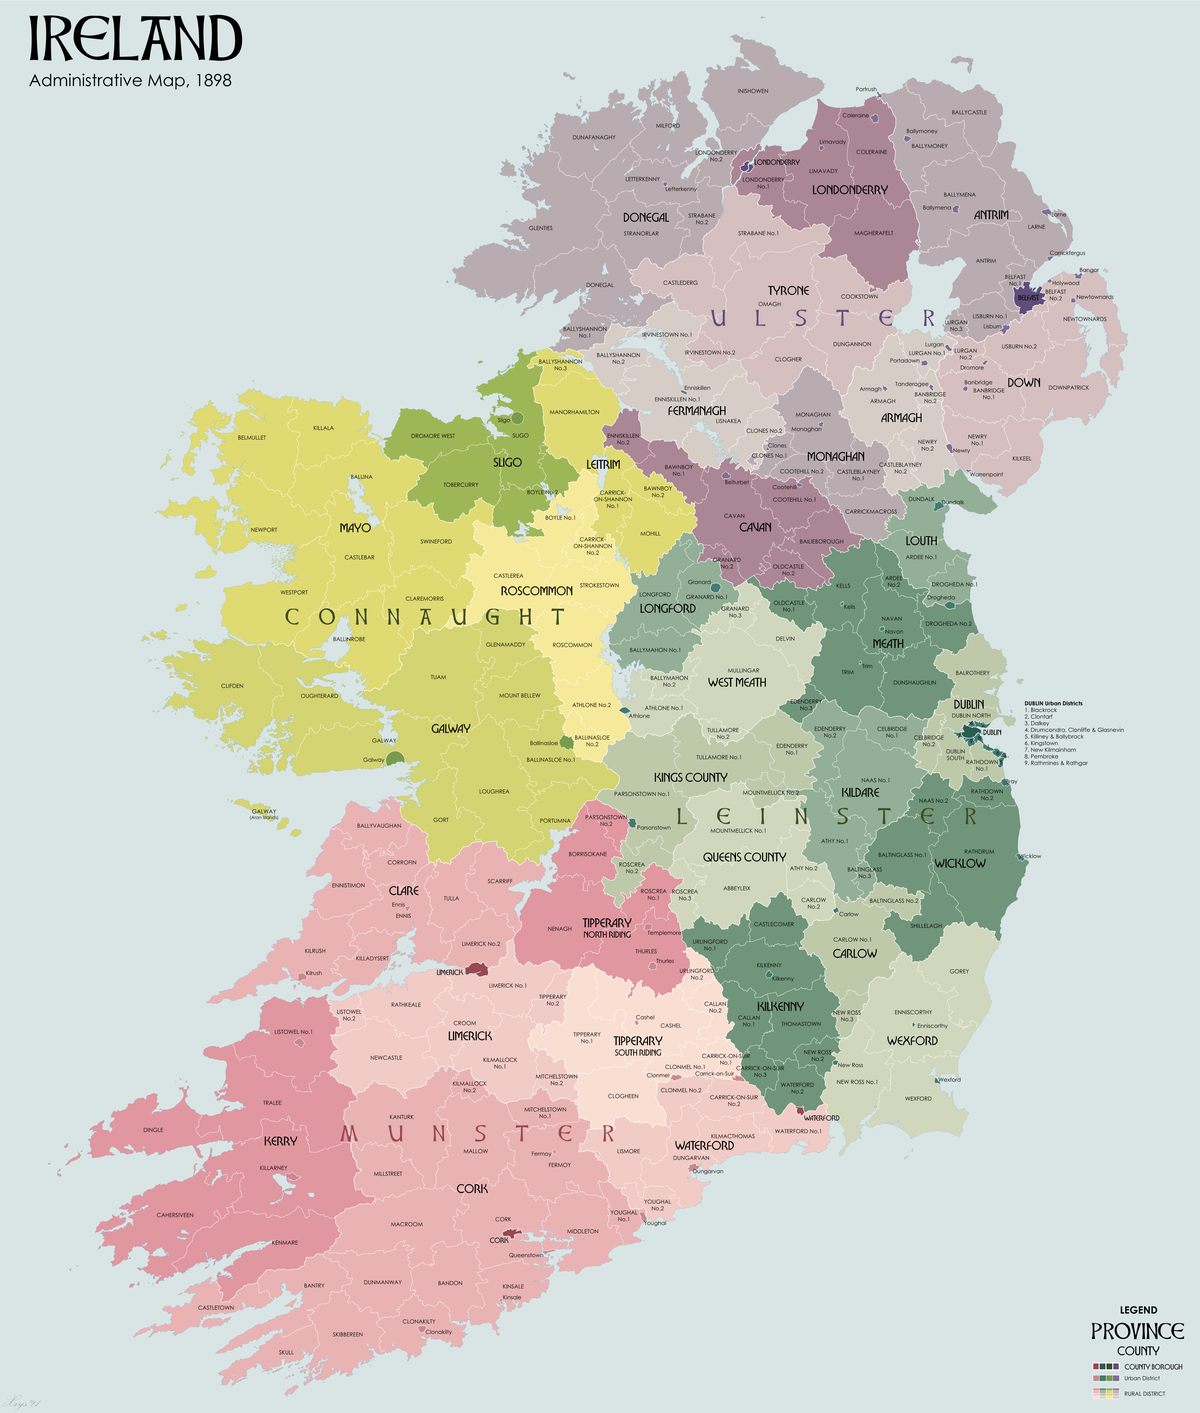 IRELAND
Administrative Map, 1898
INISHOWEN
Portrush
BALLYCASTLE
MILFORD
DUNAFANAGHY
Coleraine
Ballymoney
BALLYMONEY
Limavady
COLERAINE
LONDONDERRY
No.2
LONDONDERRY
LIMAVADY
LONDONDERRY
No.1
LONDONDERRY
LETTERKENNY
Letterkenny
BALLYMENA
Ballymena
ANTRIM
Larne
LARNE
DONEGAL
STRABANE
No.2
STRANORLAR
GLENTIES
STRABANE No.1
MAGHERAFELT
Carrickfergus
ANTRIM
Bangor
BELFAST
No.1
Holywood
BELFAST
BELFAST
No.2
Newtownards
DONEGAL
CASTLEDERG
TYRONE
OMAGH
COOKSTOWN
ULSTER
LURGAN
No.3
LISBURN No.1
Lisburn
NEWTOWNARDS
BALLYSHANNON
No.1
IRVINESTOWN No.1
IRVINESTOWN No.2
DUNGANNON
CLOGHER
Lurgan
LURGAN No.1
Portadown
LURGAN
No.2
Dromore
LISBURN No.2
BALLYSHANNON
No.2
BALLYSHANNON
No.3
Enniskillen
ENNISKILLEN No.1
FERMANAGH
LISNAKEA
Armagh
ARMAGH
Tanderagee
BANBRIDGE
No.2
Banbridge
BANBRIDGE
No.1
DOWN
DOWNPATRICK
ARMAGH
MANORHAMILTON
MONAGHAN
Monaghan
CLONES No.2
Clones
CLONES No.1
NEWRY
No.2
Newry
NEWRY
No.1
KILKEEL
Warrenpoint
Sligo
SLIGO
DROMORE WEST
SLIGO
TOBERCURRY
BOYLE No.2
LEITRIM
ENNISKILLEN
No.2
BAWNBOY
No.1
BAWNBOY
No.2
CARRICK-
ON-SHANNON
No.1
MONAGHAN
COOTEHILL No.2
CASTLEBLAYNEY
No.1
CASTLEBLAYNEY
No.2
Belturbet
Cootehill
COOTEHILL No.1
CARRICKMACROSS
CAVAN
CAVAN
BAILIEBOROUGH
DUNDALK
Dundalk
LOUTH
ARDEE No.1
BELMULLET
KILLALA
BALLINA
MAYO
NEWPORT
CASTLEBAR
SWINEFORD
WESTPORT
CLAREMORRIS
BALLINROBE
BOYLE No.1
CARRICK-
ON-SHANNON
No.2
MOHILL
CASTLEREA
STROKESTOWN
ROSCOMMON
CONNAUGHT
ROSCOMMON
GRANARD
No.2
OLDCASTLE
No.2
Granard
GRANARD No.1
LONGFORD
LONGFORD
GRANARD
No.3
OLDCASTLE
No.1
KELLS
Kells
ARDEE
No.2
DROGHEDA No.1
Drogheda
DROGHEDA No.2
NAVAN
Navan
MEATH
Trim
TRIM
DUNSHAUGHLIN
BALLYMAHON No.1
BALLYMAHON
No.2
DELVIN
MULLINGAR
WEST MEATH
ATHLONE No.1
Athlone
ATHLONE No.2
GLENAMADDY
TUAM
MOUNT BELLEW
CLIFDEN
OUGHTERARD
GALWAY
GALWAY
Galway
Ballinasloe
BALLINASLOE
No.2
BALLINASLOE No.1
LOUGHREA
PORTUMNA
GORT
GALWAY
(Aran Islands)
EDENDERRY
No.3
EDENDERRY
No.2
EDENDERRY
No.1
TULLAMORE
No.2
TULLAMORE No.1
KINGS COUNTY
PARSONSTOWN No.1
Parsonstown
PARSONSTOWN
No.2
LEINSTER
BALROTHERY
DUBLIN
DUBLIN NORTH
DUBLIN
DUBLIN
SOUTH
RATHDOWN
No.1
CELBRIDGE
No.1
CELBRIDGE
No.2
DUBLIN Urban Districts
1. Blackrock
2. Clontarf
3. Dalkey
4. Drumcondra, Clonliffe & Glasnevin
5. Killiney & Ballybrack
6. Kingstown
7. New Kilmainham
8. Pembroke
9. Rathmines & Rathgar
Bray
RATHDOWN
No.2
NAAS No.1
NAAS No.2
KILDARE
MOUNTMELLICK No.2
MOUNTMELLICK No.1
QUEENS COUNTY
ABBEYLEIX
ATHY No.1
ATHY No.2
BALTINGLASS No.1
BALTINGLASS
No.3
BALTINGLASS No.2
RATHDRUM
WICKLOW
Wicklow
SHILLELAGH
ROSCREA
No.2
ROSCREA
No.1
ROSCREA
No.3
BORRISOKANE
NENAGH
TIPPERARY
NORTH RIDING
Templemore
THURLES
Thurles
BALLYVAUGHAN
CORROFIN
ENNISTIMON
CLARE
Ennis
ENNIS
TULLA
SCARRIFF
KILRUSH
Kilrush
KILLADYSERT
LIMERICK No.2
LIMERICK
LIMERICK No.1
CASTLECOMER
URLINGFORD
No.1
URLINGFORD
No.2
KILKENNY
Kilkenny
KILKENNY
CARLOW
No.2
Carlow
CARLOW No.1
CARLOW
GOREY
ENNISCORTHY
Enniscorthy
WEXFORD
NEW ROSS
No.3
NEW ROSS
No.2
New Ross
NEW ROSS No.1
Wexford
WEXFORD
CALLAN
No.2
CALLAN
No.1
THOMASTOWN
LISTOWEL No.1
LISTOWEL
No.2
RATHKEALE
CROOM
LIMERICK
NEWCASTLE
KILMALLOCK
No.1
KILMALLOCK
No.2
TIPPERARY
No.2
TIPPERARY
No.1
Cashel
CASHEL
TIPPERARY
SOUTH RIDING
CLONMEL No.1
Clonmel
CARRICK-ON-SUIR
No.1
Carrick-on-Suir
CARRICK-ON-SUIR
No.3
CLONMEL No.2
CARRICK-ON-SUIR
No.2
WATERFORD
No.2
WATERFORD
WATERFORD No.1
MITCHELSTOWN
No.2
MITCHELSTOWN
No.1
CLOGHEEN
TRALEE
DINGLE
KERRY
KILLARNEY
CAHERSIVEEN
KENMARE
MUNSTER
KANTURK
MALLOW
MILLSTREET
Fermoy
FERMOY
LISMORE
KILMACTHOMAS
WATERFORD
DUNGARVAN
Dungarvan
YOUGHAL
No.2
YOUGHAL
No.1
Youghal
CORK
MACROOM
CORK
CORK
MIDDLETON
Queenstown
BANTRY
DUNMANWAY
BANDON
KINSALE
Kinsale
CASTLETOWN
CLONAKILTY
Clonakilty
SKIBBEREEN
SKULL
LEGEND
PROVINCE
COUNTY
COUNTY BOROUGH
Urban District
RURAL DISTRICT